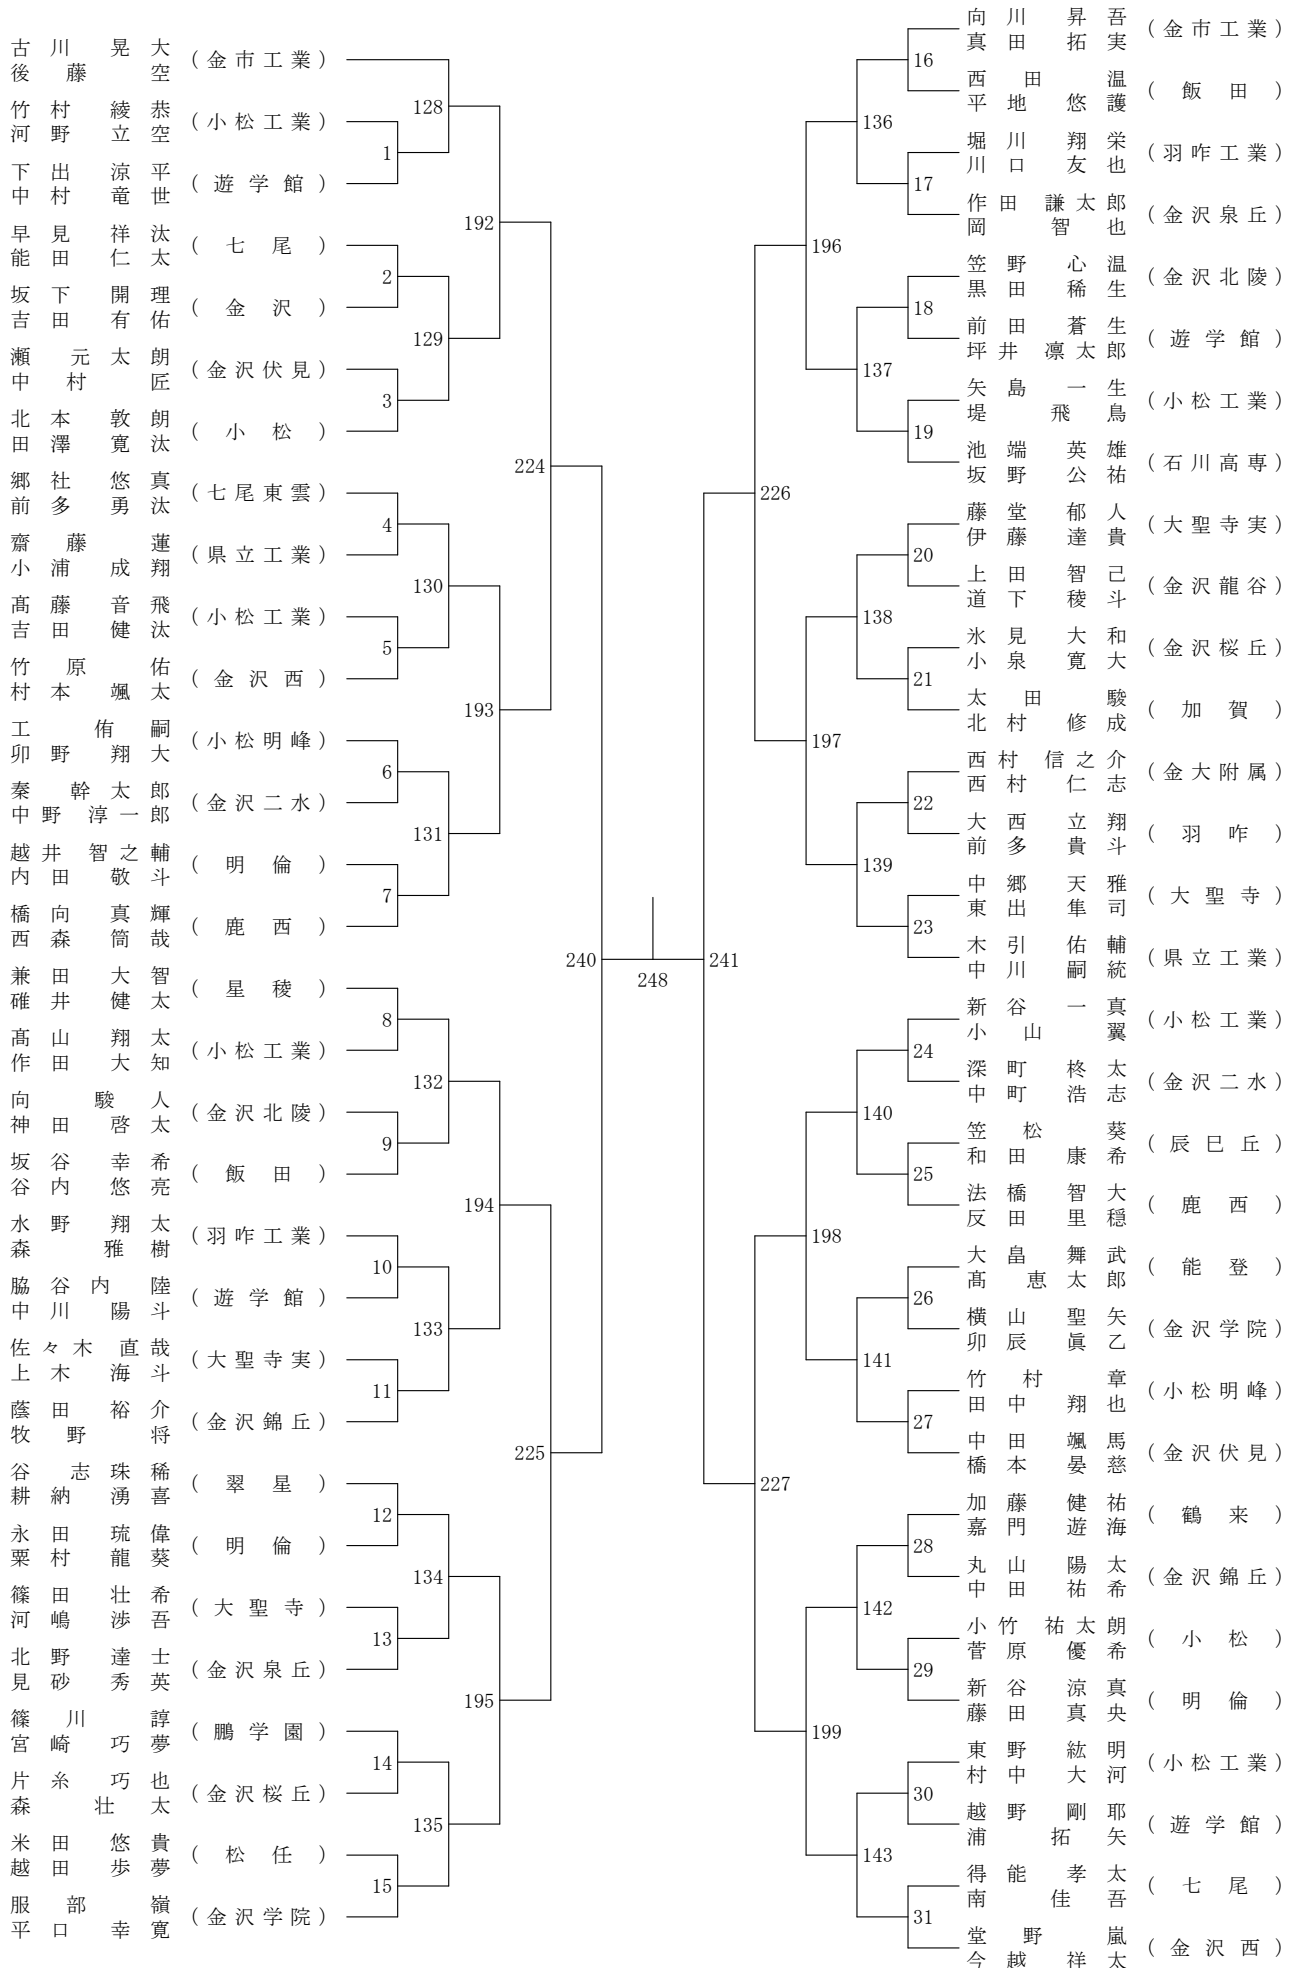 古川 晃大
後藤 空
(金市工業)
竹村 綾恭
河野 立空
(小松工業)
下出 涼平
中村 竜世
(遊学館)
早見 祥汰
能田 仁太
(七尾)
坂下 開理
吉田 有佑
(金沢)
瀬 元太朗
中村 匠
(金沢伏見)
北本 敦朗
田澤 寛汰
(小松)
郷社 悠真
前多 勇汰
(七尾東雲)
齋藤 蓮
小浦 成翔
(県立工業)
髙藤 音飛
吉田 健汰
(小松工業)
竹原 佑
村本 颯太
(金沢西)
工 侑嗣
卯野 翔大
(小松明峰)
秦 幹太郎
中野 淳一郎
(金沢二水)
越井 智之輔
内田 敬斗
(明倫)
橋向 真輝
西森 筒哉
(鹿西)
兼田 大智
碓井 健太
(星稜)
髙山 翔太
作田 大知
(小松工業)
向 駿人
神田 啓太
(金沢北陵)
坂谷 幸希
谷内 悠亮
(飯田)
水野 翔太
森 雅樹
(羽咋工業)
脇谷内 陸
中川 陽斗
(遊学館)
佐々木 直哉
上木 海斗
(大聖寺実)
蔭田 裕介
牧野 将
(金沢錦丘)
谷 志珠稀
耕納 湧喜
(翠星)
永田 琉偉
粟村 龍葵
(明倫)
篠田 壮希
河嶋 渉吾
(大聖寺)
北野 達士
見砂 秀英
(金沢泉丘)
篠川 諄
宮崎 巧夢
(鵬学園)
片糸 巧也
森 壮太
(金沢桜丘)
米田 悠貴
越田 歩夢
(松任)
服部 嶺
平口 幸寛
(金沢学院)
1
2
3
4
5
6
7
8
9
10
11
12
13
14
15
128
129
130
131
132
133
134
135
192
193
194
195
224
225
240
248
241
226
227
196
197
198
199
136
137
138
139
140
141
142
143
16
17
18
19
20
21
22
23
24
25
26
27
28
29
30
31
向川 昇吾
真田 拓実
(金市工業)
西田 温
平地 悠護
(飯田)
堀川 翔栄
川口 友也
(羽咋工業)
作田 謙太郎
岡 智也
(金沢泉丘)
笠野 心温
黒田 稀生
(金沢北陵)
前田 蒼生
坪井 凛太郎
(遊学館)
矢島 一生
堤 飛鳥
(小松工業)
池端 英雄
坂野 公祐
(石川高専)
藤堂 郁人
伊藤 達貴
(大聖寺実)
上田 智己
道下 稜斗
(金沢龍谷)
氷見 大和
小泉 寛大
(金沢桜丘)
太田 駿
北村 修成
(加賀)
西村 信之介
西村 仁志
(金大附属)
大西 立翔
前多 貴斗
(羽咋)
中郷 天雅
東出 隼司
(大聖寺)
木引 佑輔
中川 嗣統
(県立工業)
新谷 一真
小山 翼
(小松工業)
深町 柊太
中町 浩志
(金沢二水)
笠松 葵
和田 康希
(辰巳丘)
法橋 智大
反田 里穏
(鹿西)
大畠 舞武
髙 恵太郎
(能登)
横山 聖矢
卯辰 眞乙
(金沢学院)
竹村 章
田中 翔也
(小松明峰)
中田 颯馬
橋本 晏慈
(金沢伏見)
加藤 健祐
嘉門 遊海
(鶴来)
丸山 陽太
中田 祐希
(金沢錦丘)
小竹 祐太朗
菅原 優希
(小松)
新谷 涼真
藤田 真央
(明倫)
東野 紘明
村中 大河
(小松工業)
越野 剛耶
浦 拓矢
(遊学館)
得能 孝太
南 佳吾
(七尾)
堂野 嵐
今越 祥太
(金沢西)